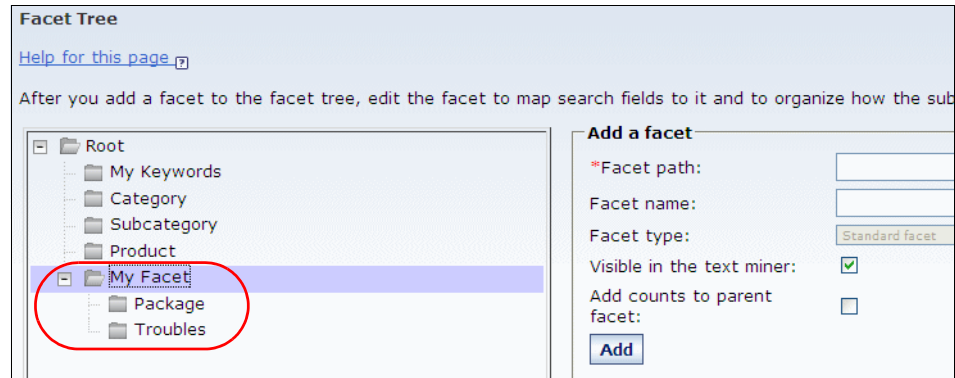 Facet Tree
Help for this page ?
After you add a facet to the facet tree, edit the facet to map search fields to it and to organize how the sub
Root
My Keywords
Category
Subcategory
Product
My Facet
Package
Troubles
Add a facet
*Facet path:
Facet name:
Facet type:
Standard facet
Visible in the text miner:
Add counts to parent
facet:
Add